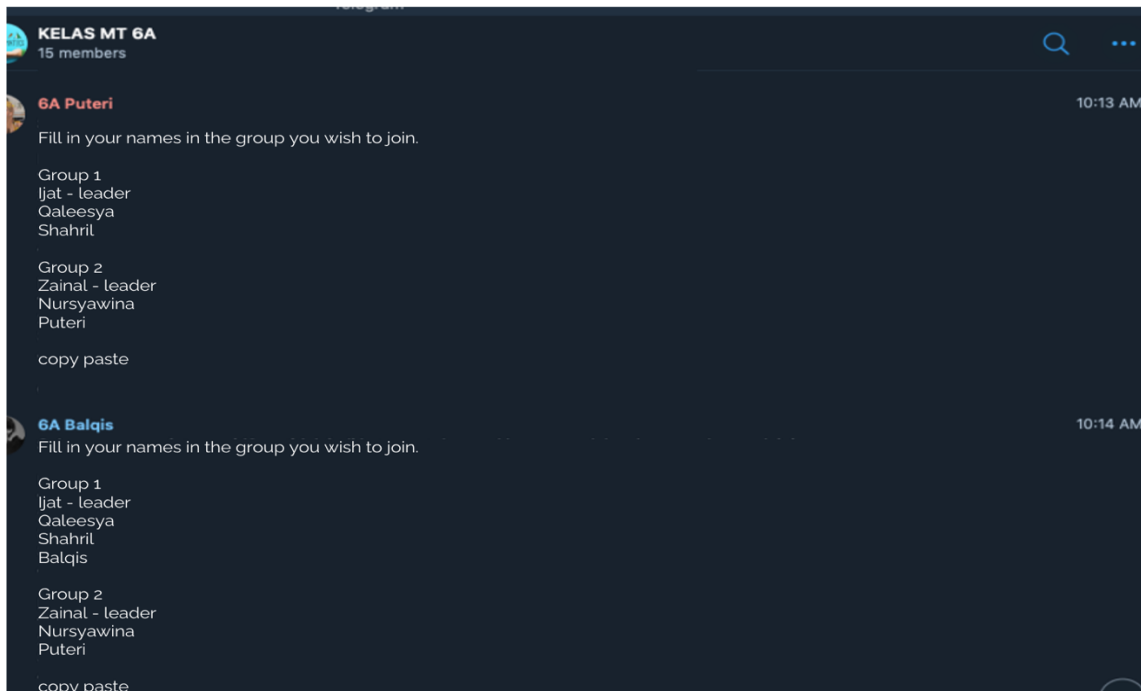 Telegram
KELAS MT 6A
15 members
6A Puteri
10:13 AM
Fill in your names in the group you wish to join.
Group 1
Ijat - leader
Qaleesya
Shahril
Group 2
Zainal - leader
Nursyawina
Puteri
copy paste
6A Balqis
10:14 AM
Fill in your names in the group you wish to join.
Group 1
Ijat - leader
Qaleesya
Shahril
Balqis
Group 2
Zainal - leader
Nursyawina
Puteri
copy paste